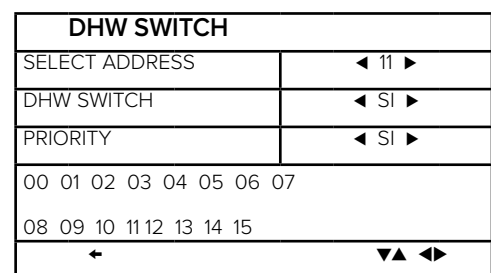 DHW SWITCH
SELECT ADDRESS ◀ 11 ▶
DHW SWITCH ◀ SI ▶
PRIORITY ◀ SI ▶
00 01 02 03 04 05 06 07
08 09 10 11 12 13 14 15
← ▼▲ ◀▶